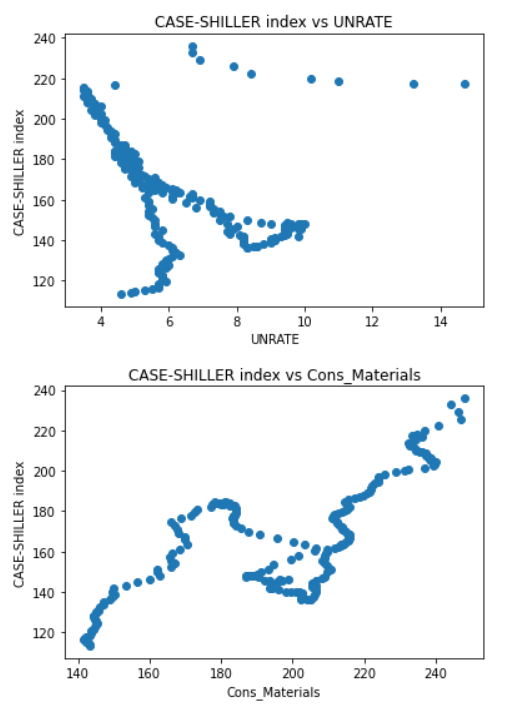 CASE-SHILLER index vs UNRATE
240
220
200
180
160
140
120
CASE-SHILLER index
4 6 8 10 12 14
UNRATE
CASE-SHILLER index vs Cons_Materials
240
220
200
180
160
140
120
CASE-SHILLER index
140 160 180 200 220 240
Cons_Materials